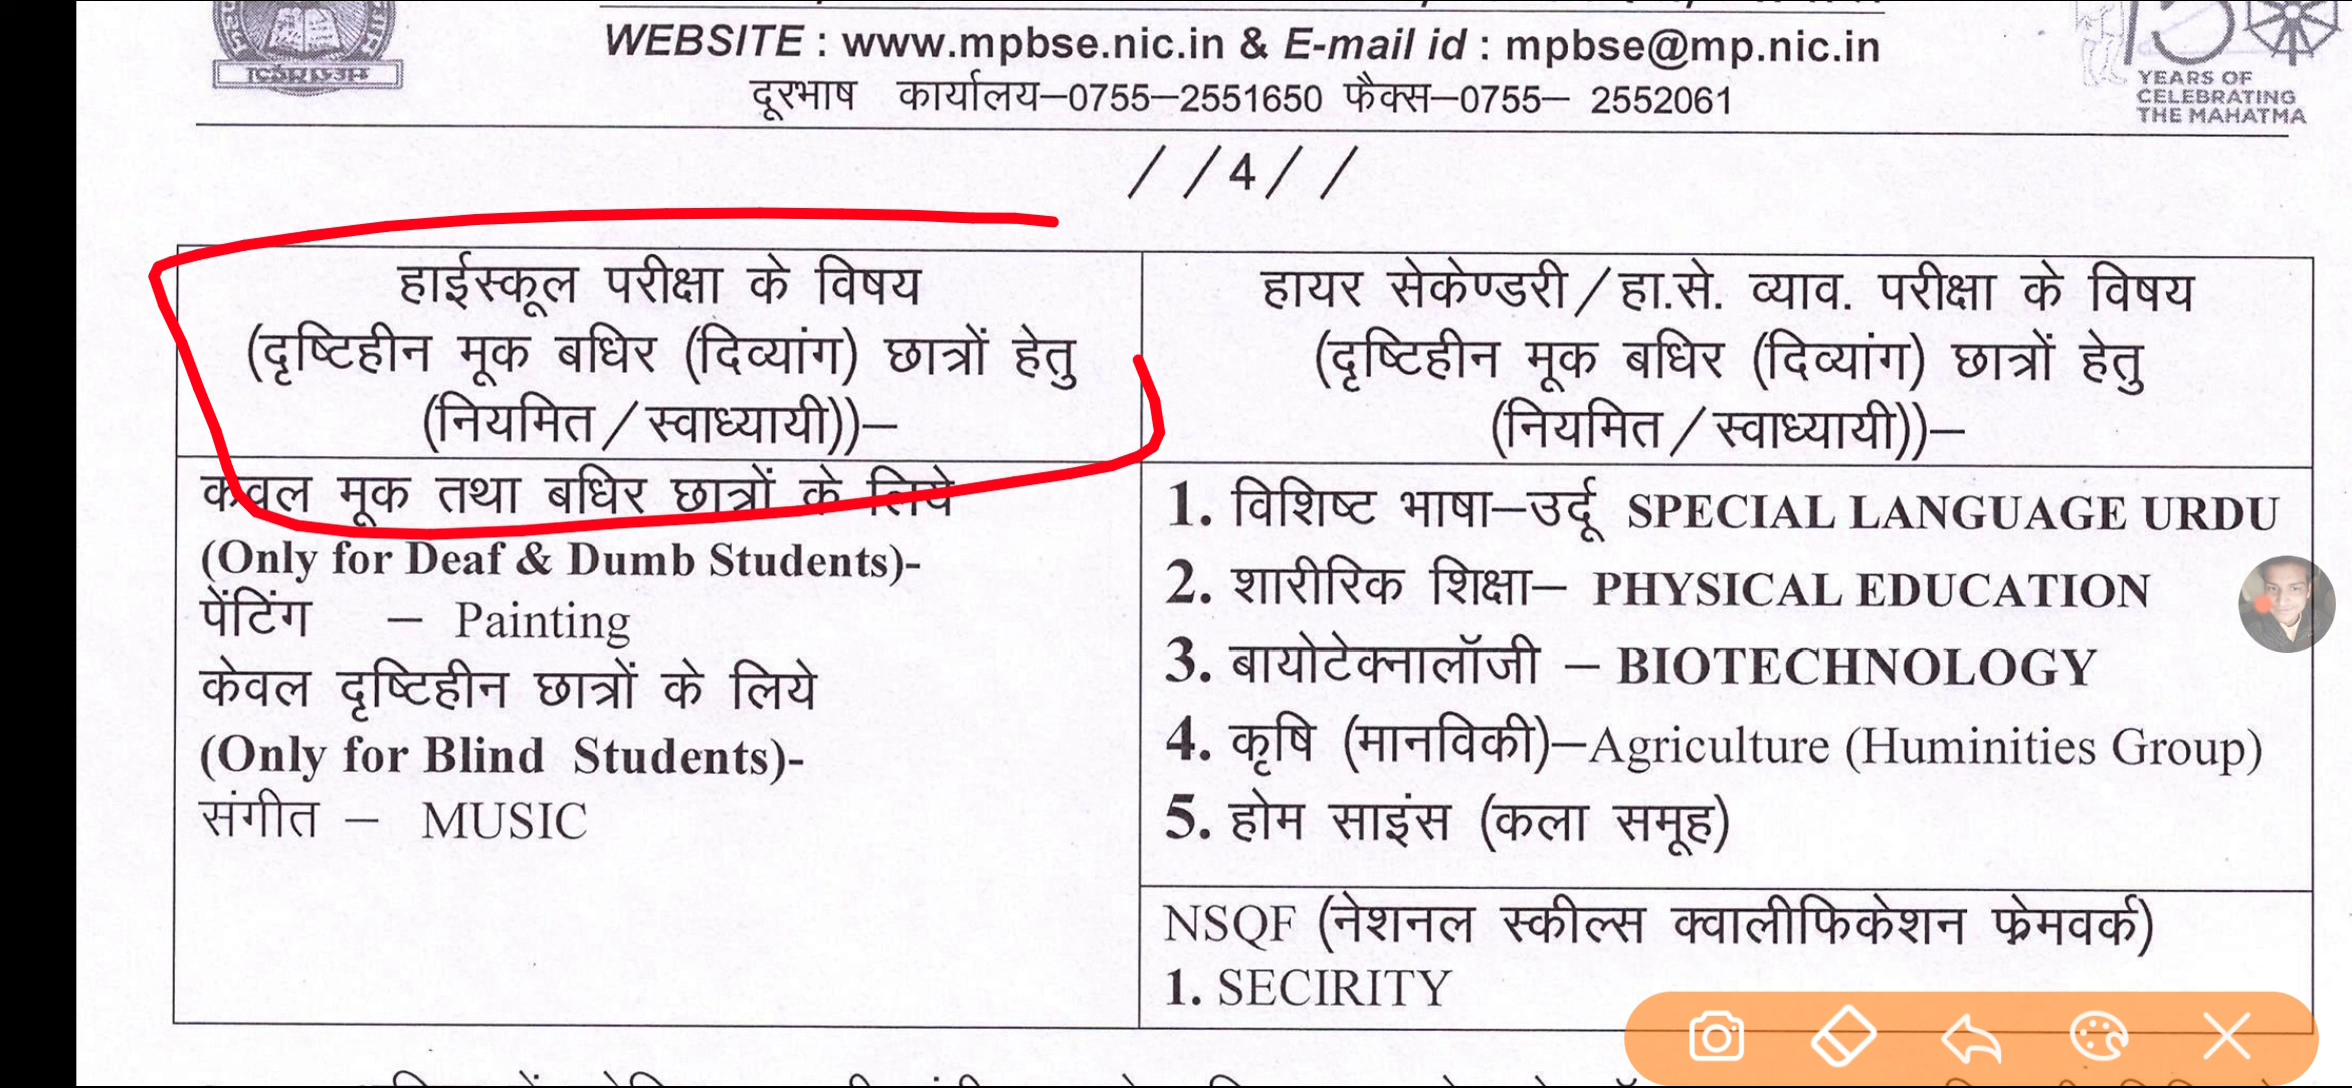 WEBSITE : www.mpbse.nic.in & E-mail id : mpbse@mp.nic.in
दूरभाष कार्यालय–0755–2551650 फैक्स–0755– 2552061
YEARS OF
CELEBRATING
THE MAHATMA
//4//
हाईस्कूल परीक्षा के विषय
(दृष्टिहीन मूक बधिर (दिव्यांग) छात्रों हेतु
(नियमित/स्वाध्यायी))–
केवल मूक तथा बधिर छात्रों के लिये
(Only for Deaf & Dumb Students)-
पेंटिंग – Painting
केवल दृष्टिहीन छात्रों के लिये
(Only for Blind Students)-
संगीत – MUSIC
हायर सेकेण्डरी/हा.से. व्याव. परीक्षा के विषय
(दृष्टिहीन मूक बधिर (दिव्यांग) छात्रों हेतु
(नियमित/स्वाध्यायी))–
1. विशिष्ट भाषा–उर्दू SPECIAL LANGUAGE URDU
2. शारीरिक शिक्षा– PHYSICAL EDUCATION
3. बायोटेक्नालॉजी – BIOTECHNOLOGY
4. कृषि (मानविकी)–Agriculture (Huminities Group)
5. होम साइंस (कला समूह)
NSQF (नेशनल स्कील्स क्वालीफिकेशन फ्रेमवर्क)
1. SECIRITY